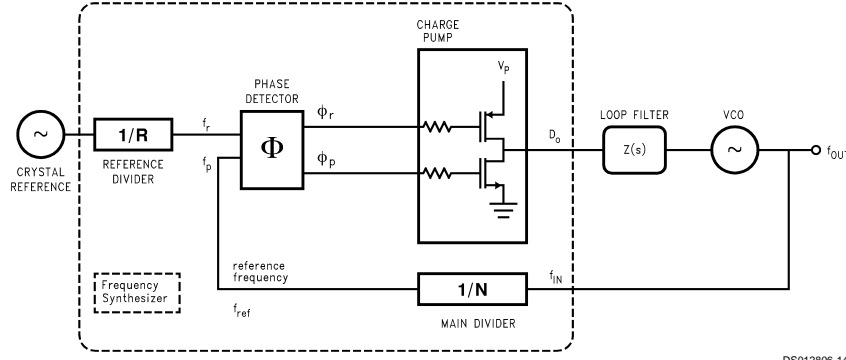 CHARGE
PUMP
V_P
PHASE
DETECTOR
LOOP FILTER
VCO
~
1/R
f_r
Φ
ϕ_r
D_o
Z(s)
~
f_OUT
f_p
ϕ_p
CRYSTAL
REFERENCE
REFERENCE
DIVIDER
Frequency
Synthesizer
reference
frequency
f_ref
1/N
f_IN
MAIN DIVIDER